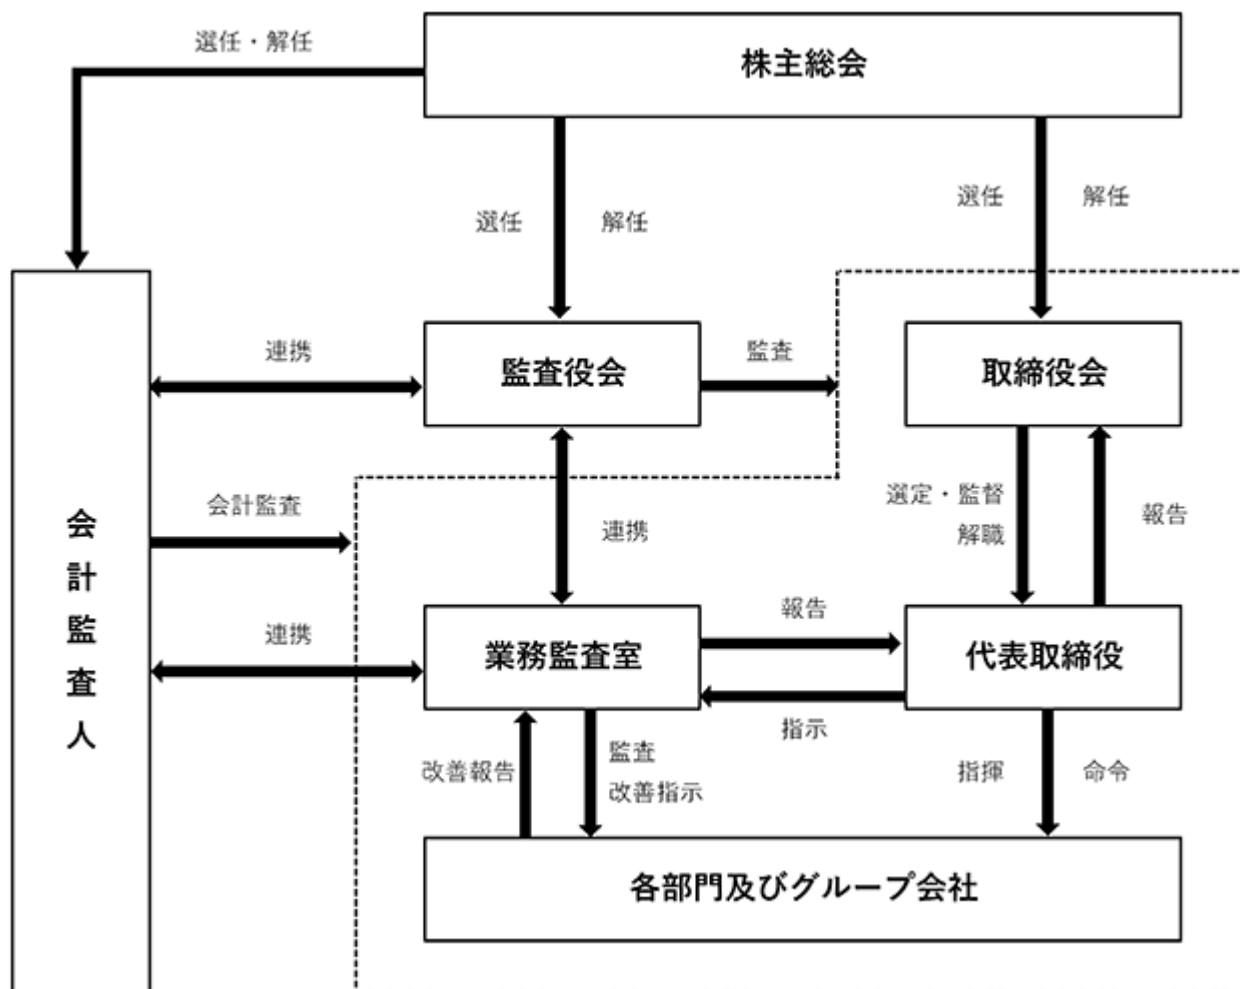 選任・解任
株主総会
選任
解任
選任
解任
連携
監査役会
監査
取締役会
会計監査人
会計監査
連携
選定・監督
解職
報告
連携
業務監査室
報告
指示
代表取締役
改善報告
監査
改善指示
指揮
命令
各部門及びグループ会社